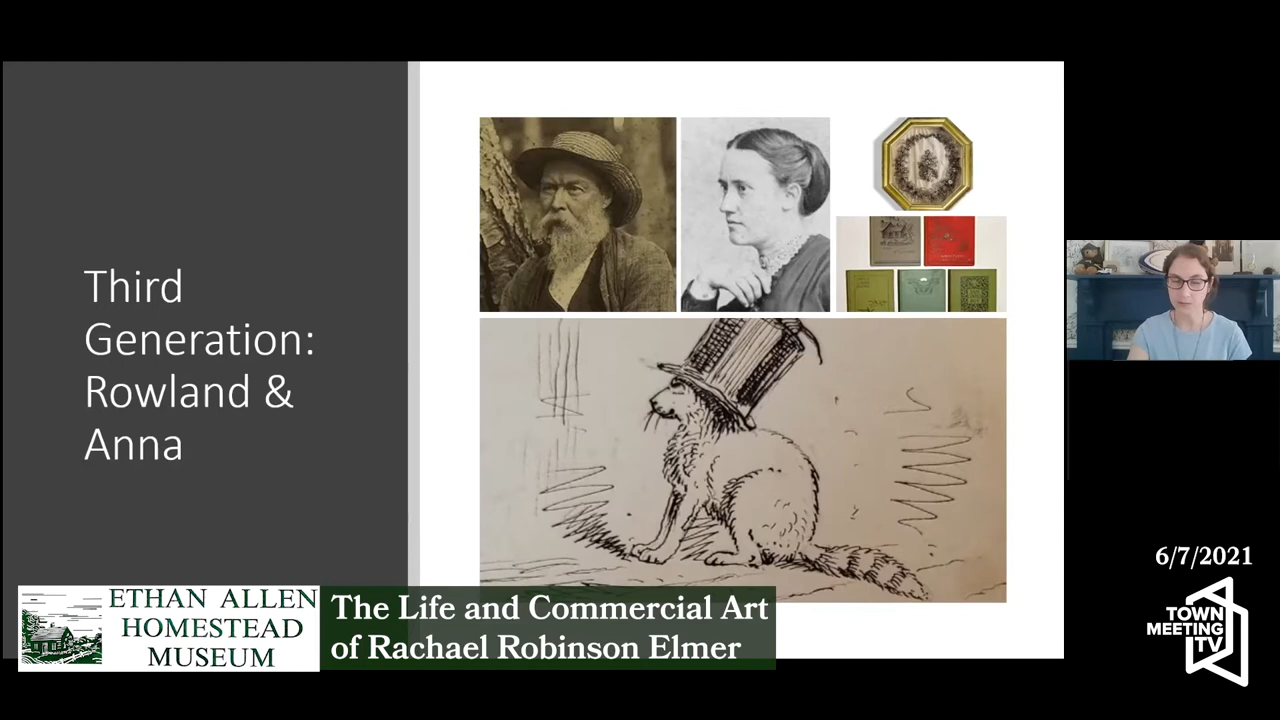 Third
Generation:
Rowland &
Anna
ETHAN ALLEN
HOMESTEAD
MUSEUM
The Life and Commercial Art
of Rachael Robinson Elmer
6/7/2021
TOWN
MEETING
TV